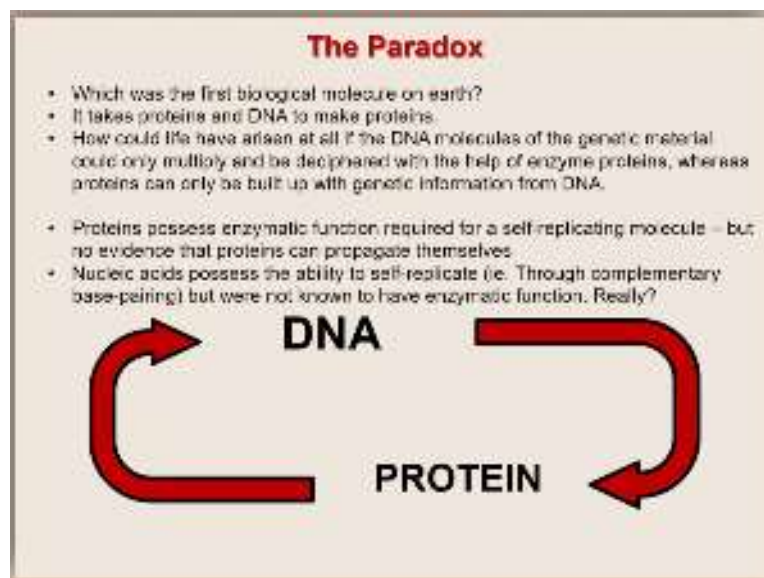 The Paradox
• Which was the first biological molecule on earth?
• It takes proteins and DNA to make proteins.
• How could life have arisen at all if the DNA molecules of the genetic material
could only multiply and be deciphered with the help of enzyme proteins, whereas
proteins can only be built up with genetic information from DNA.
• Proteins possess enzymatic function required for a self-replicating molecule – but
no evidence that proteins can propagate themselves
• Nucleic acids possess the ability to self-replicate (ie. Through complementary
base-pairing) but were not known to have enzymatic function. Really?
DNA
PROTEIN